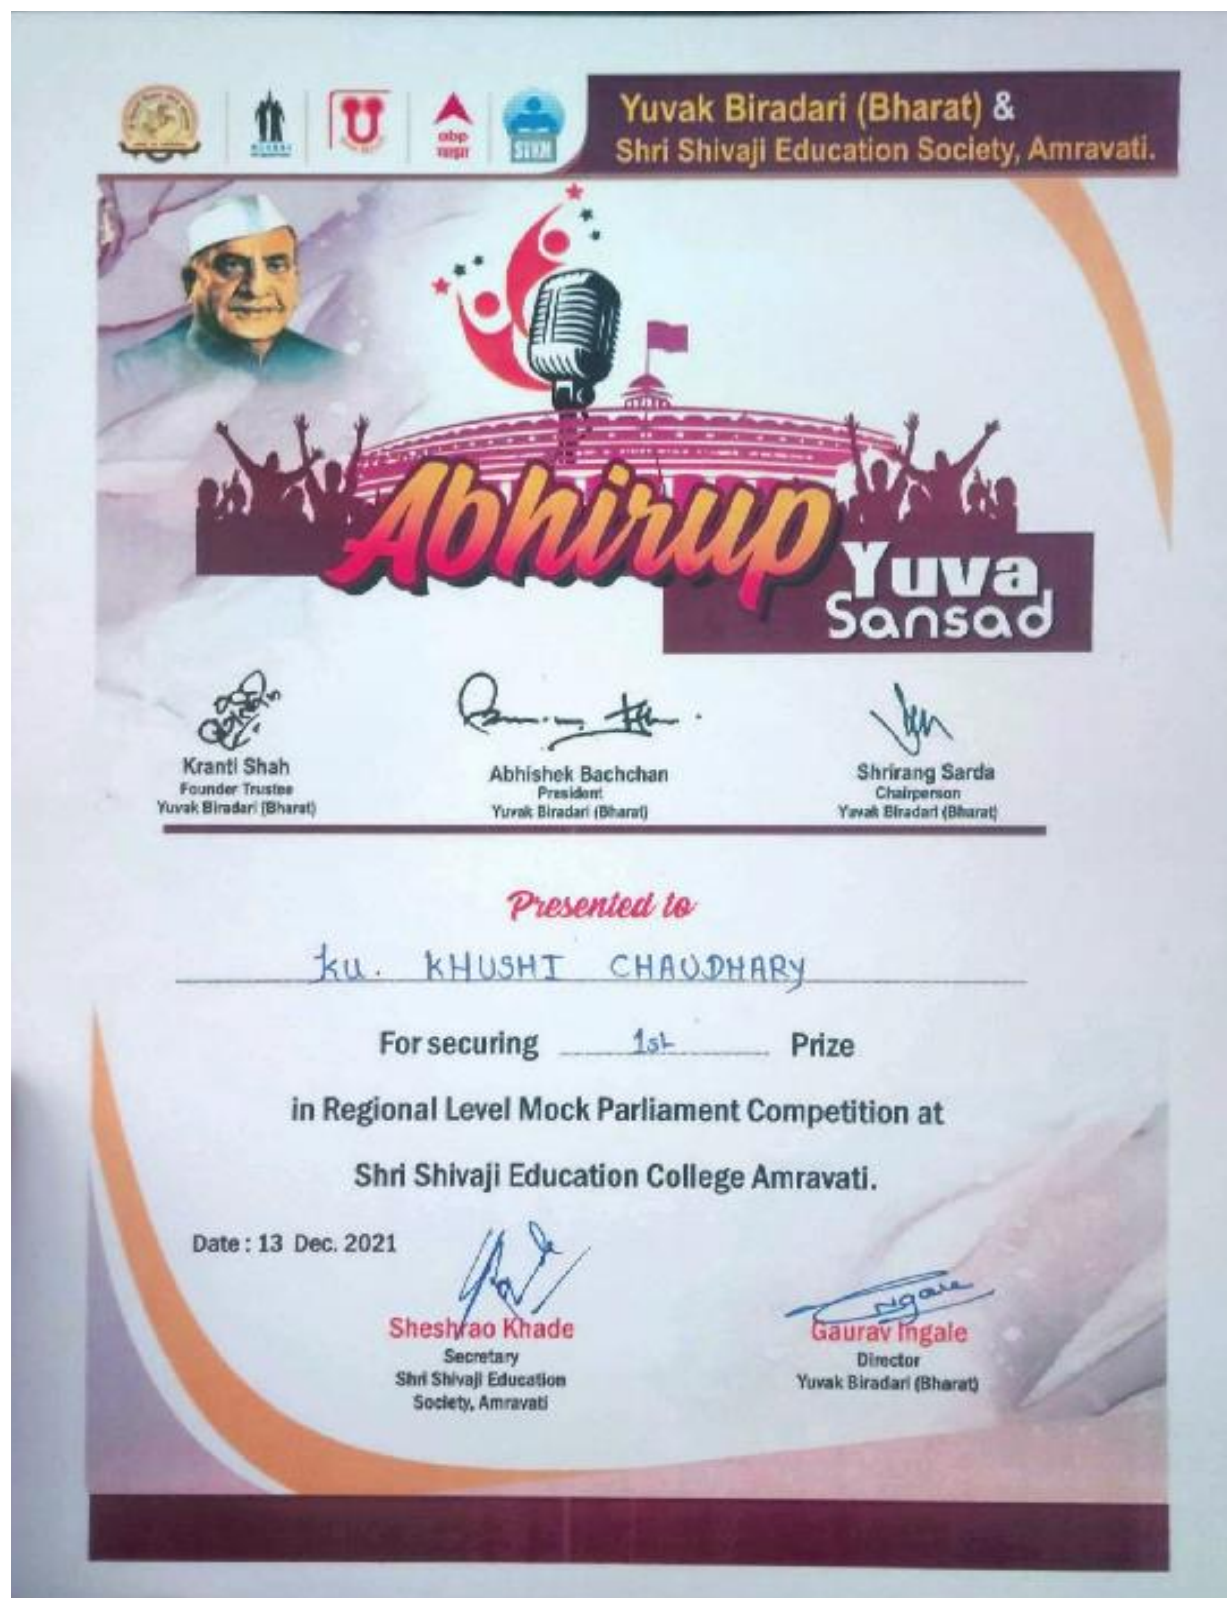 Yuvak Biradari (Bharat) &
Shri Shivaji Education Society, Amravati.
abp
माझा
STKM
Abhirup
Yuva
Sansad
Kranti Shah
Founder Trustee
Yuvak Biradari (Bharat)
Abhishek Bachchan
President
Yuvak Biradari (Bharat)
Shrirang Sarda
Chairperson
Yuvak Biradari (Bharat)
Presented to
Ku. KHUSHI CHAUDHARY
For securing 1st Prize
in Regional Level Mock Parliament Competition at
Shri Shivaji Education College Amravati.
Date : 13 Dec. 2021
Sheshrao Khade
Secretary
Shri Shivaji Education
Society, Amravati
Gaurav Ingale
Director
Yuvak Biradari (Bharat)